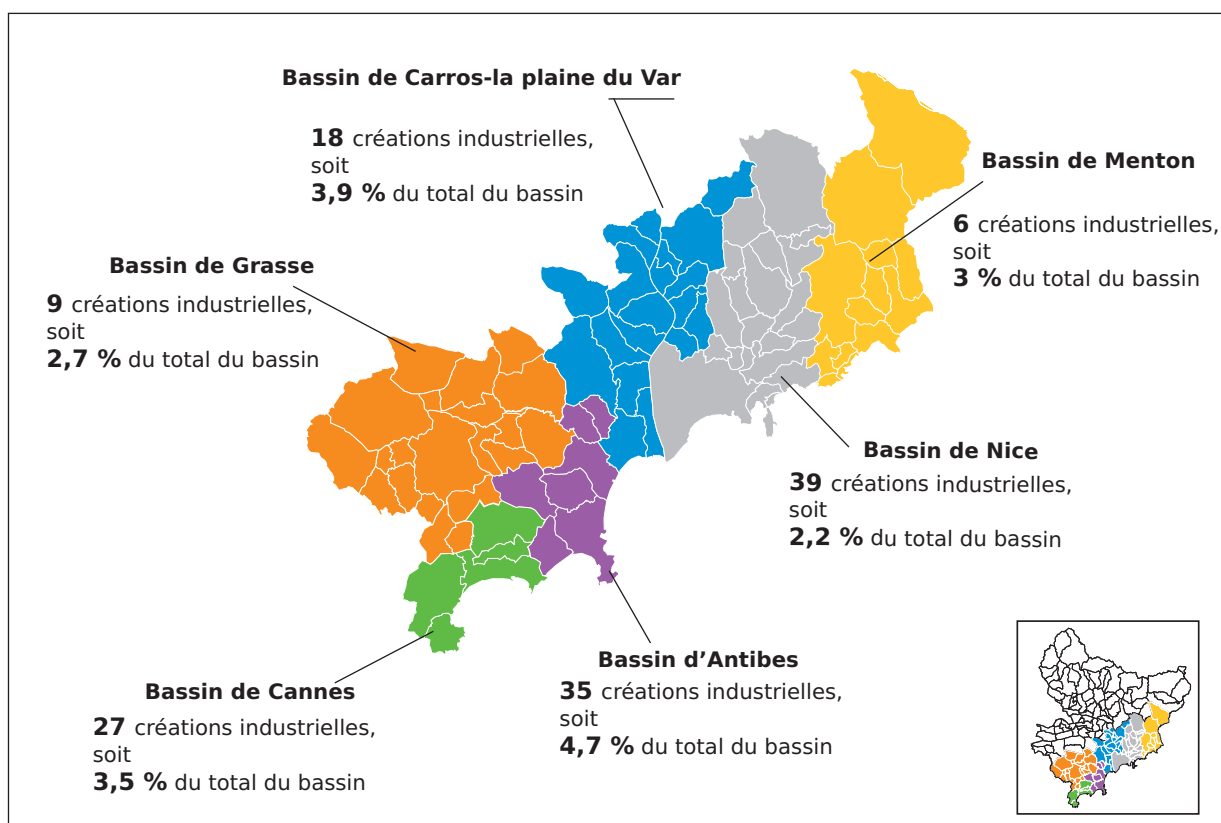 Bassin de Carros-la plaine du Var
18 créations industrielles,
soit
3,9 % du total du bassin
Bassin de Menton
6 créations industrielles,
soit
3 % du total du bassin
Bassin de Grasse
9 créations industrielles,
soit
2,7 % du total du bassin
Bassin de Nice
39 créations industrielles,
soit
2,2 % du total du bassin
Bassin d’Antibes
35 créations industrielles,
soit
4,7 % du total du bassin
Bassin de Cannes
27 créations industrielles,
soit
3,5 % du total du bassin